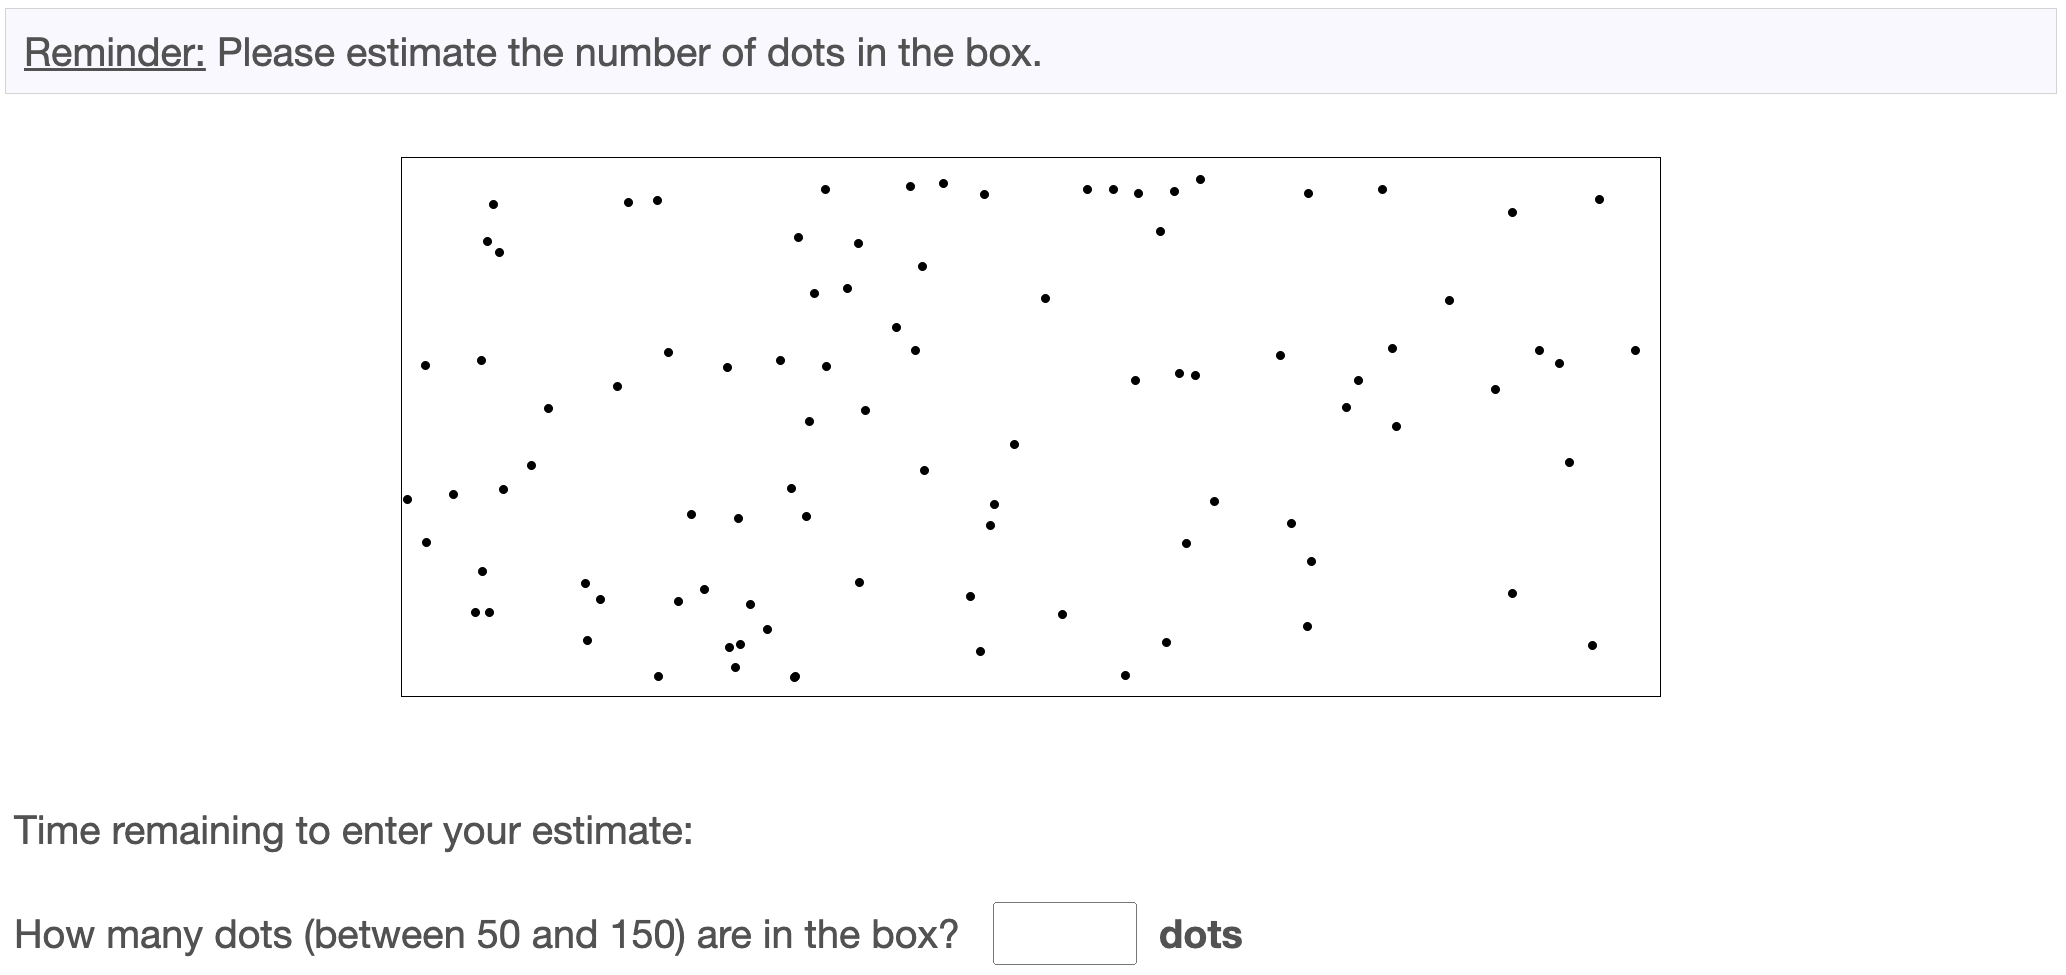 Reminder: Please estimate the number of dots in the box.
Time remaining to enter your estimate:
How many dots (between 50 and 150) are in the box? dots